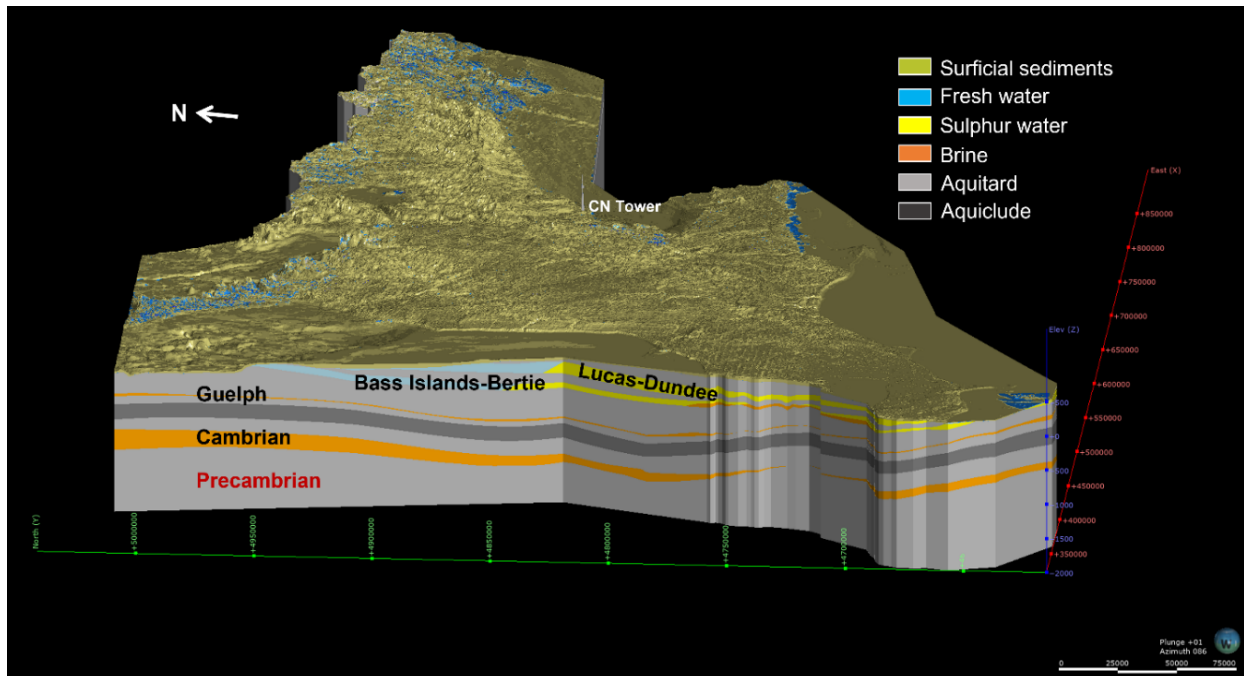 Surficial sediments
Fresh water
Sulphur water
Brine
Aquitard
Aquiclude
N
CN Tower
East (X)
+850000
+800000
+750000
+700000
+650000
+600000
+550000
+500000
+450000
+400000
+350000
Elev (Z)
+0
-1000
-1500
-2000
Guelph
Bass Islands-Bertie
Lucas-Dundee
Cambrian
Precambrian
North (Y)
+5000000
+4950000
+4900000
+4850000
+4800000
+4750000
+4700000
Plunge +01
Azimuth 086
0 25000 50000 75000